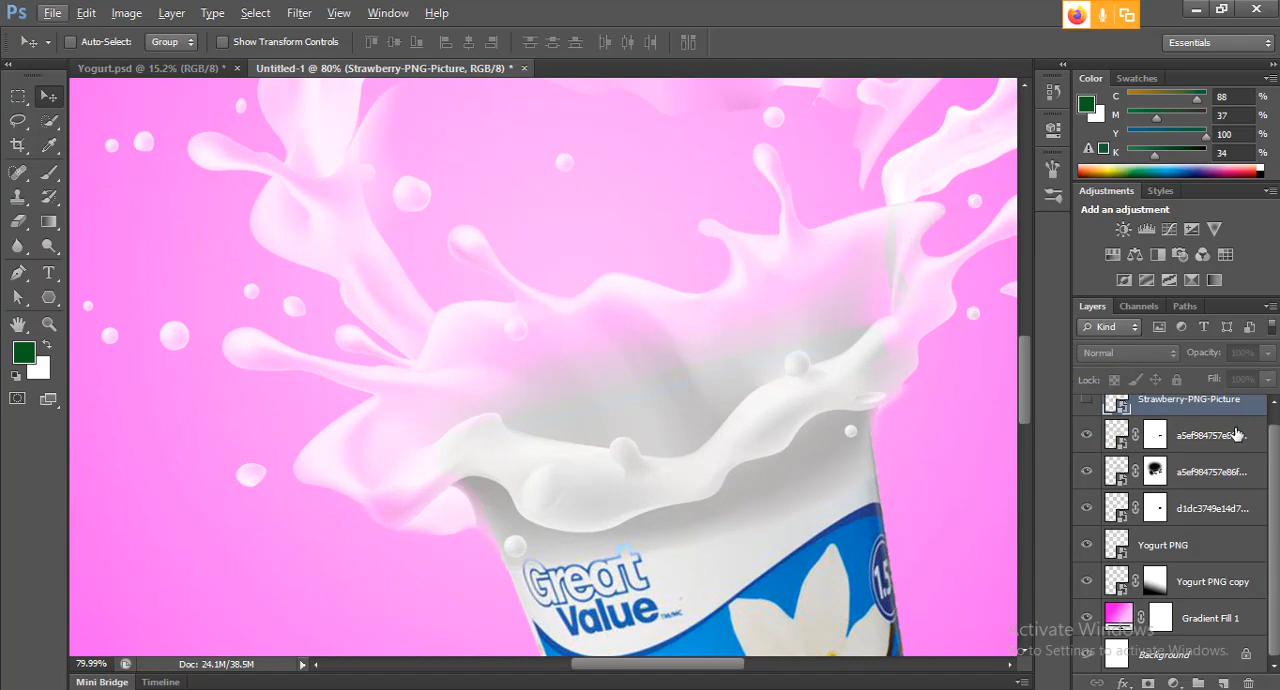 Ps File Edit Image Layer Type Select Filter View Window Help
Auto-Select: Group Show Transform Controls Essentials
Yogurt.psd @ 15.2% (RGB/8) * × Untitled-1 @ 80% (Strawberry-PNG-Picture, RGB/8) * ×
Color Swatches
C 88 %
M 37 %
Y 100 %
K 34 %
Adjustments Styles
Add an adjustment
Layers Channels Paths
Kind
Normal Opacity: 100%
Lock: Fill: 100%
Strawberry-PNG-Picture
a5ef984757e86f...
d1dc3749e14d7...
Yogurt PNG
Yogurt PNG copy
Gradient Fill 1
Background
Great
Value
1.5
Activate Windows
Go to Settings to activate Windows.
79.99% Doc: 24.1M/38.5M
Mini Bridge Timeline